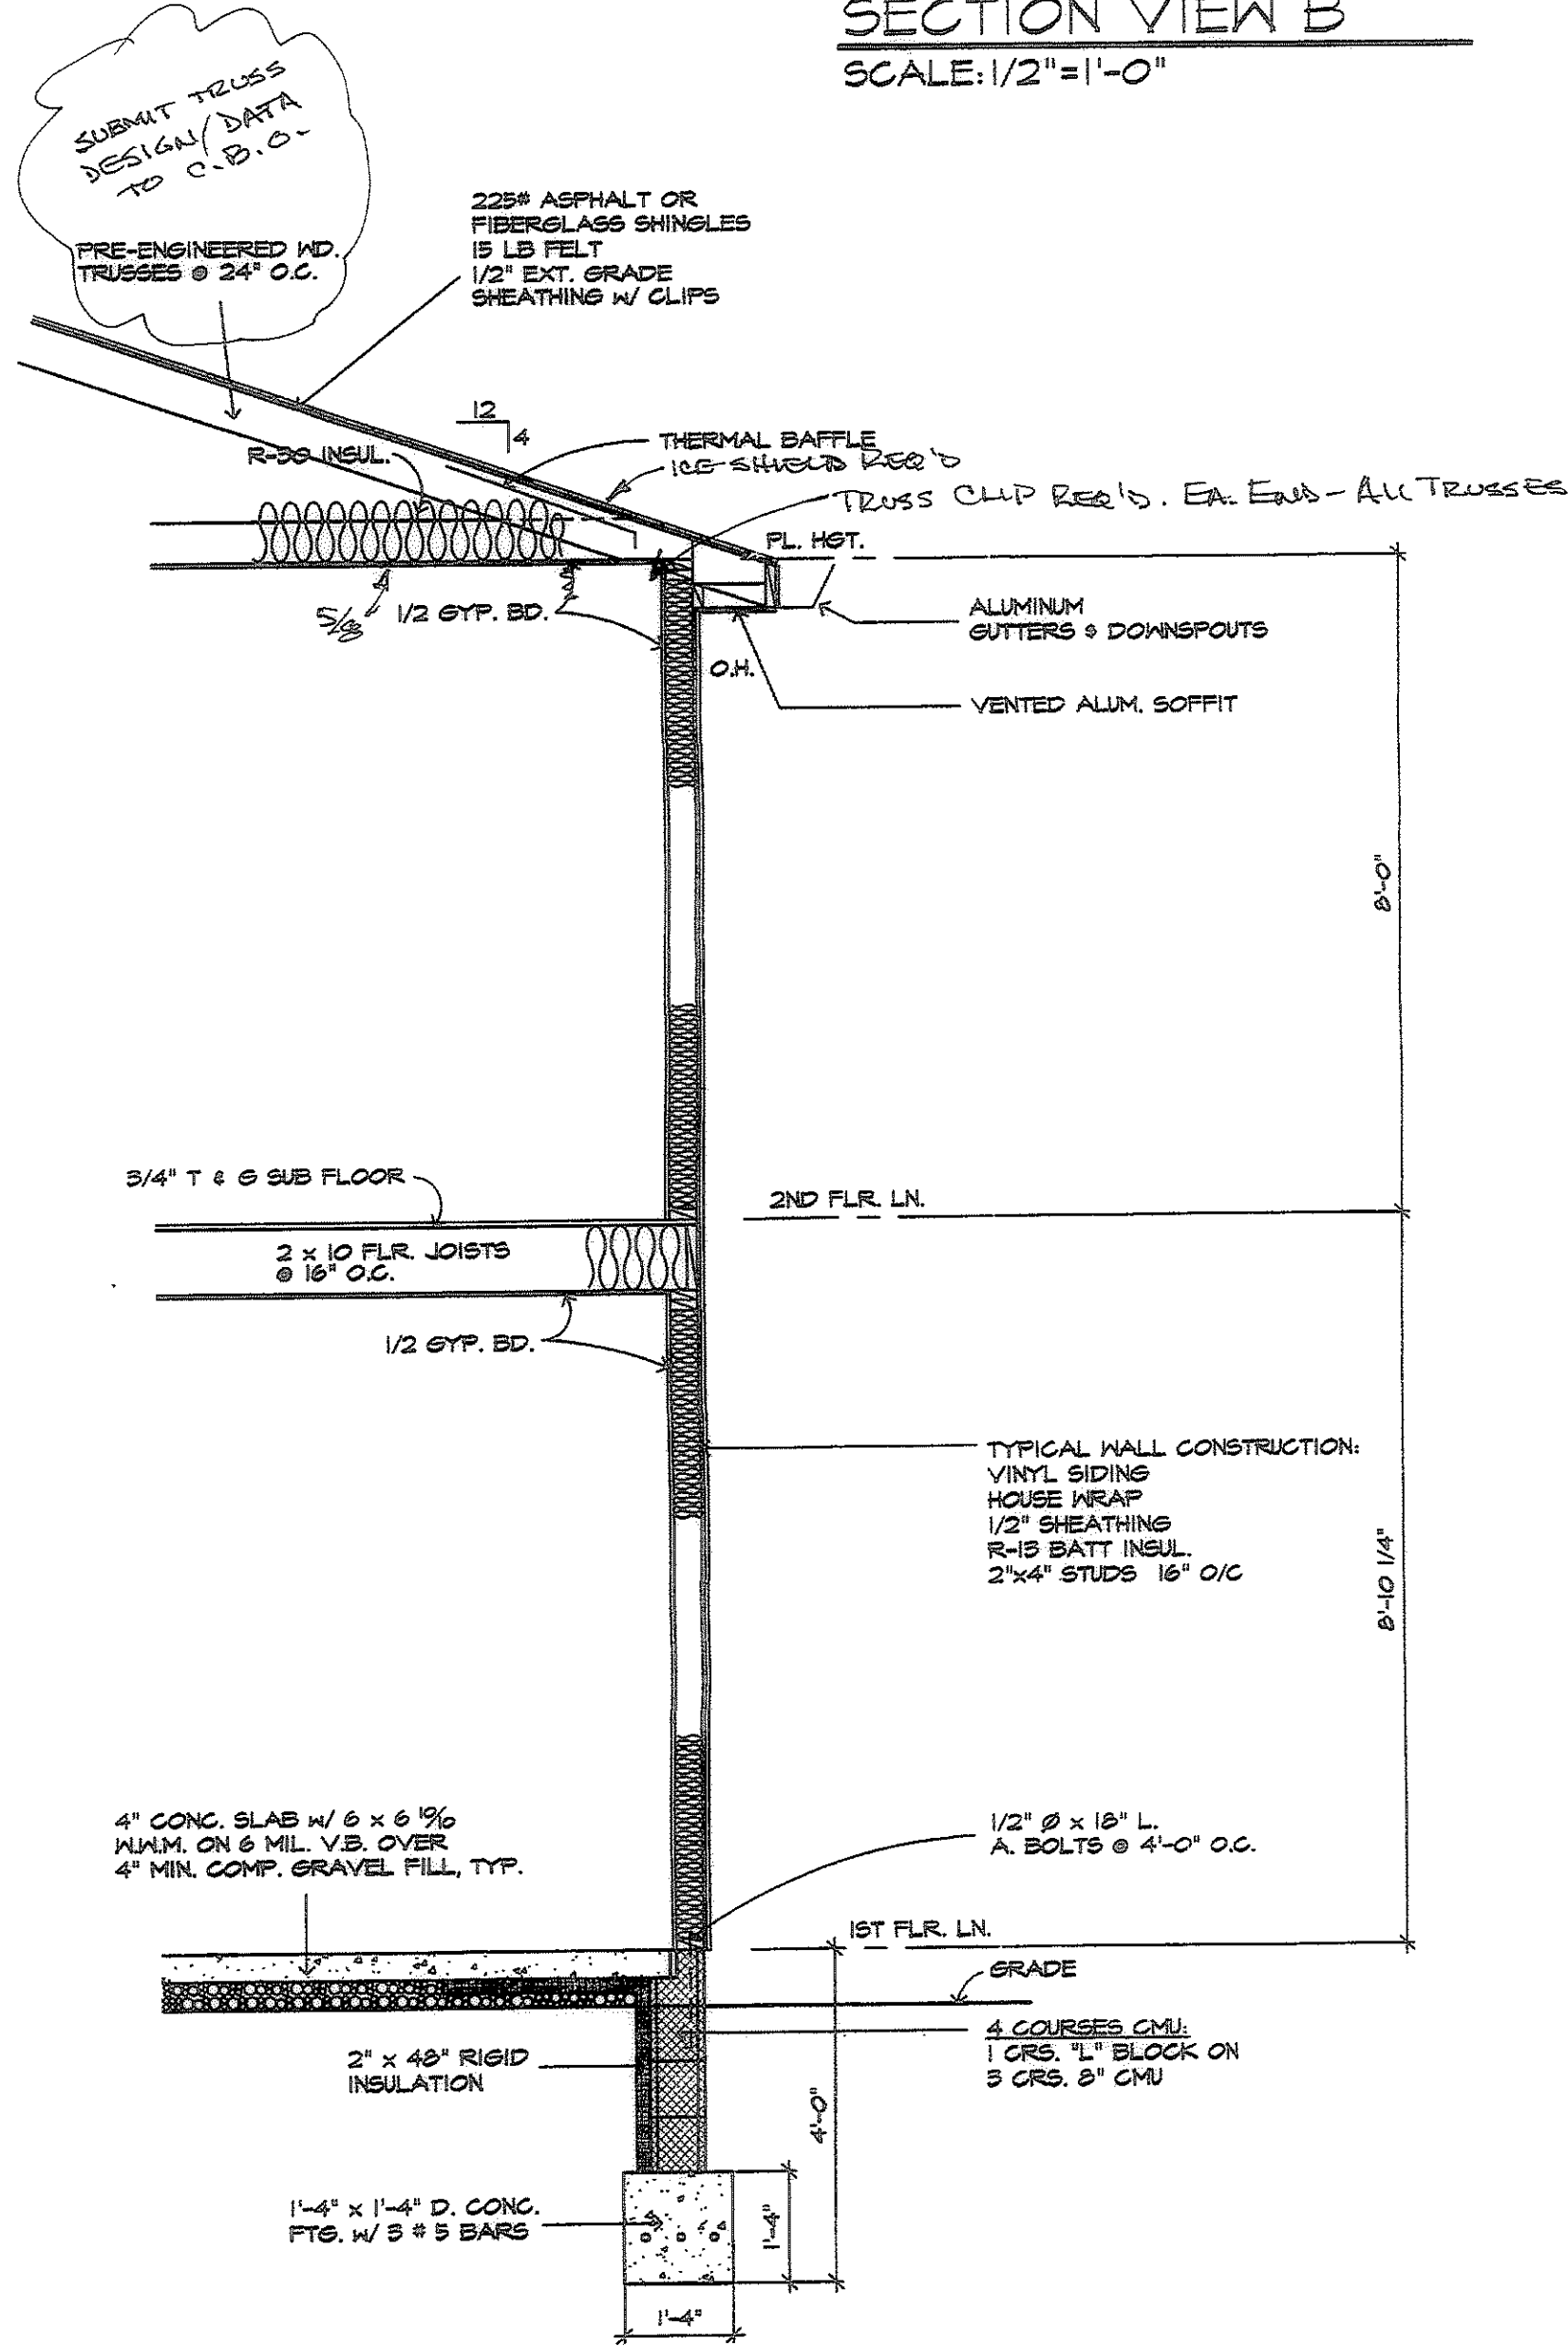 SECTION VIEW B
SCALE: 1/2"=1'-0"
SUBMIT TRUSS
DESIGN/DATA
TO C.B.O.
PRE-ENGINEERED WD.
TRUSSES @ 24" O.C.
225# ASPHALT OR
FIBERGLASS SHINGLES
15 LB FELT
1/2" EXT. GRADE
SHEATHING W/ CLIPS
12
4
R-38 INSUL.
THERMAL BAFFLE
ICE SHIELD REQ'D
TRUSS CLIP REQ'D. EA. END - ALL TRUSSES
PL. HGT.
5/8
1/2 GYP. BD.
O.H.
ALUMINUM
GUTTERS & DOWNSPOUTS
VENTED ALUM. SOFFIT
8'-0"
3/4" T & G SUB FLOOR
2ND FLR. LN.
2 x 10 FLR. JOISTS
@ 16" O.C.
1/2 GYP. BD.
TYPICAL WALL CONSTRUCTION:
VINYL SIDING
HOUSE WRAP
1/2" SHEATHING
R-13 BATT INSUL.
2"x4" STUDS 16" O/C
8'-10 1/4"
4" CONC. SLAB W/ 6 x 6 10/10
W.W.M. ON 6 MIL. V.B. OVER
4" MIN. COMP. GRAVEL FILL, TYP.
1/2" Ø x 18" L.
A. BOLTS @ 4'-0" O.C.
1ST FLR. LN.
GRADE
4 COURSES CMU:
1 CRS. "L" BLOCK ON
3 CRS. 8" CMU
2" x 48" RIGID
INSULATION
4'-0"
1'-4" x 1'-4" D. CONC.
FTG. W/ 3 # 5 BARS
1'-4"
1'-4"